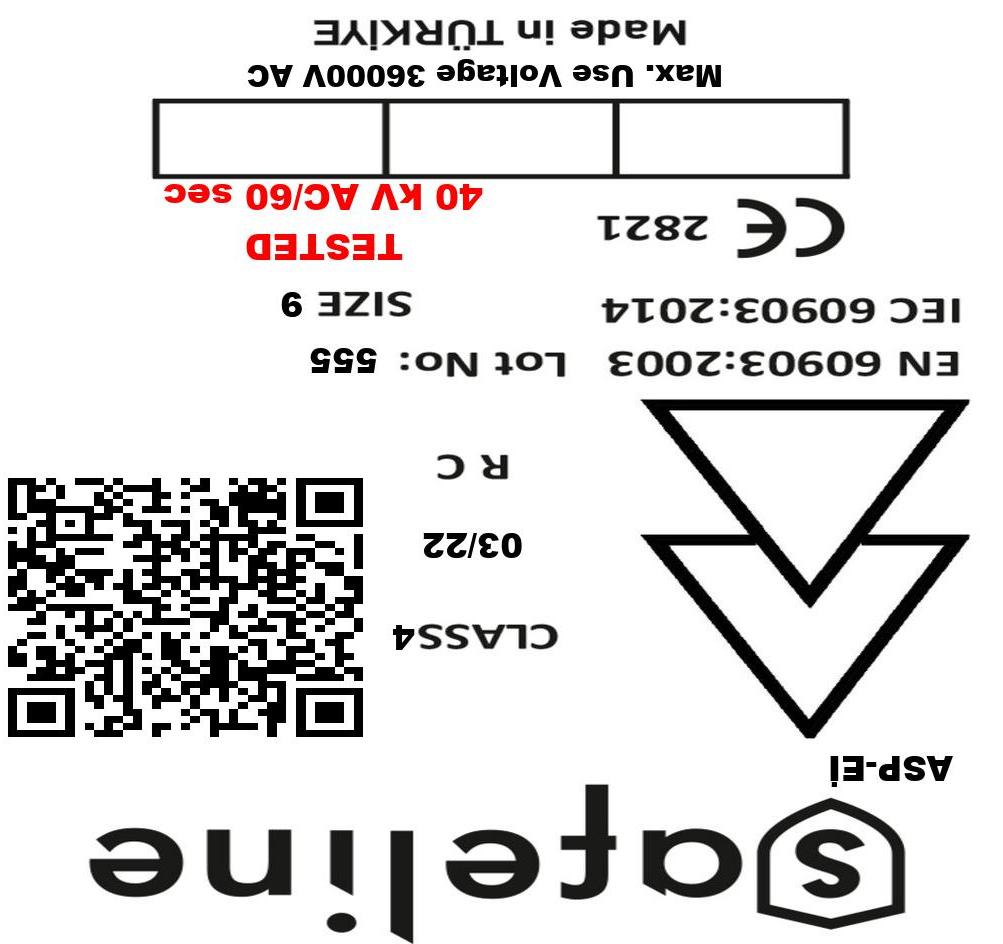 safeline
ASP-Ei
CLASS4
03/22
R C
EN 60903:2003 Lot No: 555
IEC 60903:2014 SIZE 9
CE 2821 TESTED
40 kV AC/60 sec
Max. Use Voltage 36000V AC
Made in TÜRKİYE